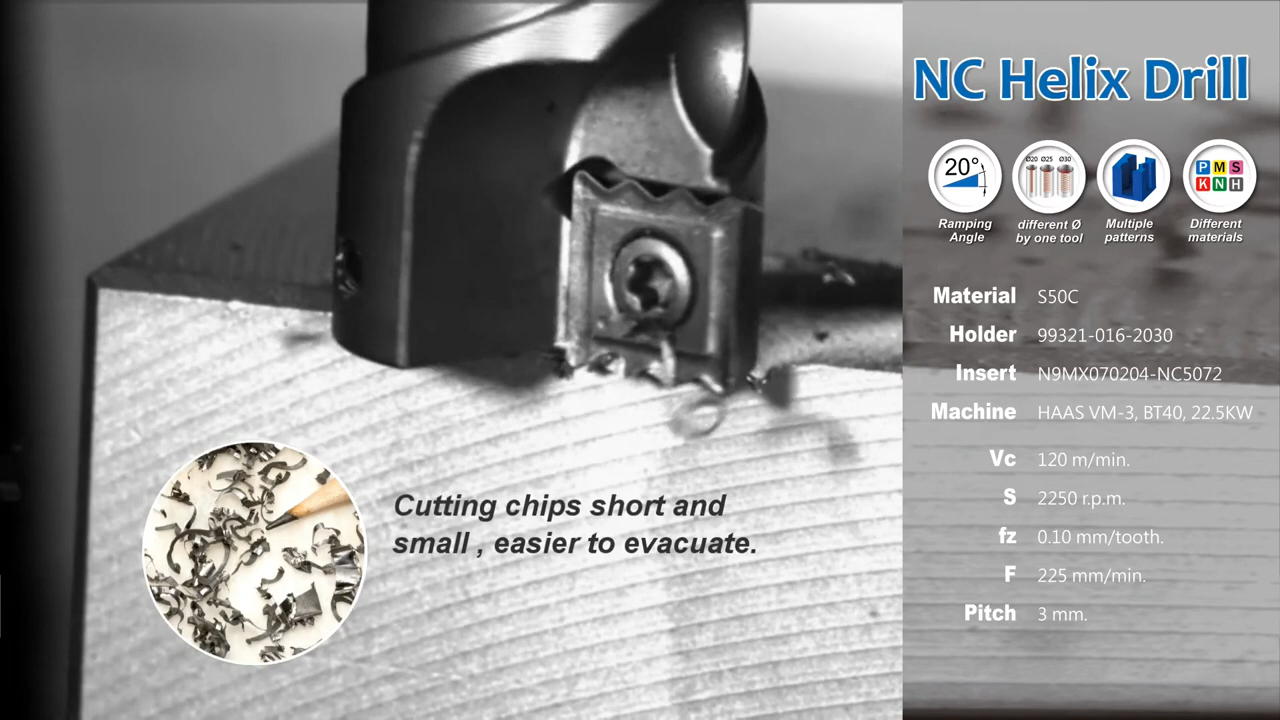 NC Helix Drill
20°
Ø20 Ø25 Ø30
P M S
K N H
Ramping Angle
different Ø by one tool
Multiple patterns
Different materials
Material S50C
Holder 99321-016-2030
Insert N9MX070204-NC5072
Machine HAAS VM-3, BT40, 22.5KW
Vc 120 m/min.
S 2250 r.p.m.
fz 0.10 mm/tooth.
F 225 mm/min.
Pitch 3 mm.
Cutting chips short and
small , easier to evacuate.